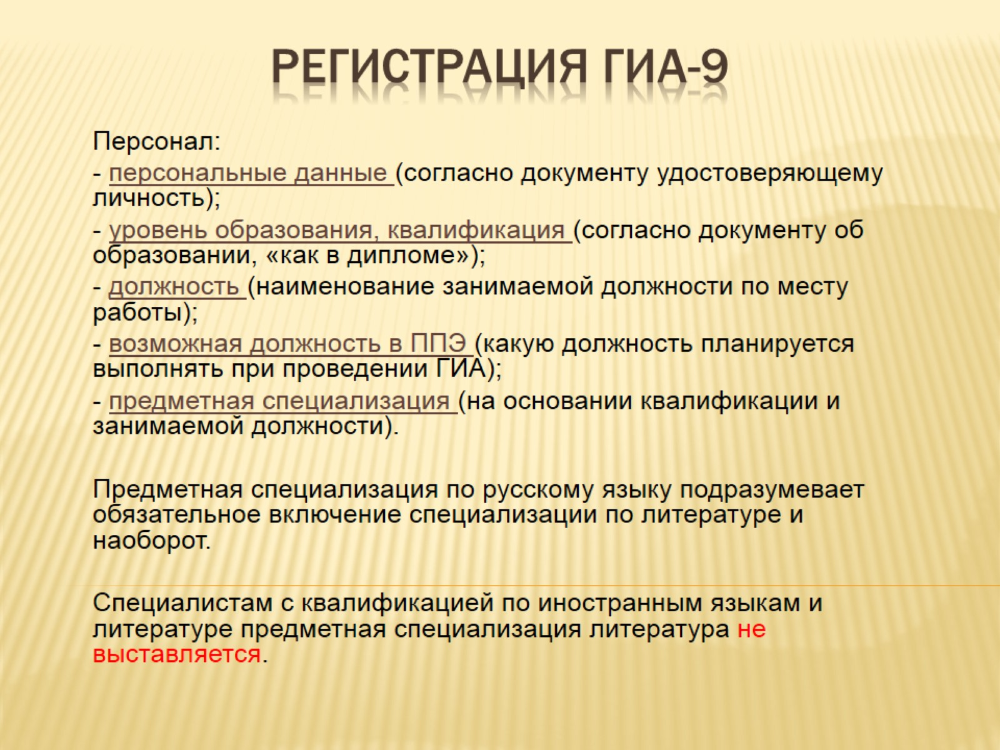 РЕГИСТРАЦИЯ ГИА-9
Персонал:
- персональные данные (согласно документу удостоверяющему
личность);
- уровень образования, квалификация (согласно документу об
образовании, «как в дипломе»);
- должность (наименование занимаемой должности по месту
работы);
- возможная должность в ППЭ (какую должность планируется
выполнять при проведении ГИА);
- предметная специализация (на основании квалификации и
занимаемой должности).
Предметная специализация по русскому языку подразумевает
обязательное включение специализации по литературе и
наоборот.
Специалистам с квалификацией по иностранным языкам и
литературе предметная специализация литература не
выставляется.